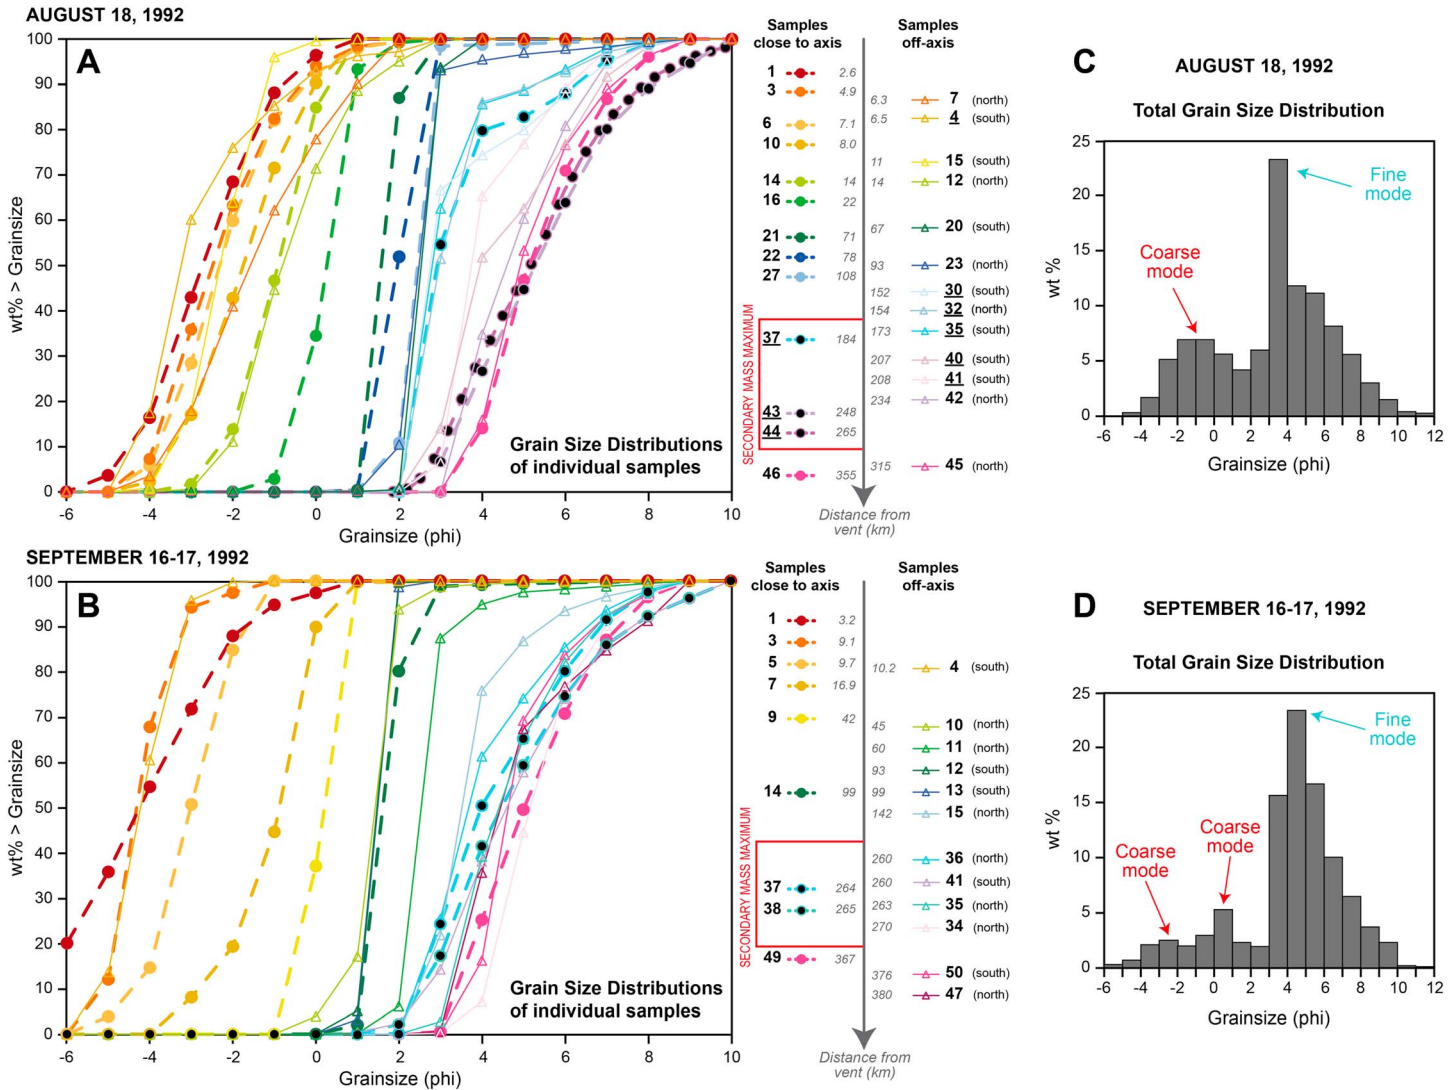 AUGUST 18, 1992
A
100
90
80
70
60
50
40
30
20
10
0
wt% > Grainsize
-6 -4 -2 0 2 4 6 8 10
Grainsize (phi)
Grain Size Distributions
of individual samples
Samples
close to axis
Samples
off-axis
1 2.6
3 4.9
6.3 7 (north)
6.5 4 (south)
6 7.1
10 8.0
11 15 (south)
14 14
14 12 (north)
16 22
67 20 (south)
21 71
22 78
93 23 (north)
27 108
152 30 (south)
154 32 (north)
173 35 (south)
SECONDARY MASS MAXIMUM
37 184
207 40 (south)
208 41 (south)
234 42 (north)
43 248
44 265
315 45 (north)
46 355
Distance from
vent (km)
SEPTEMBER 16-17, 1992
B
100
90
80
70
60
50
40
30
20
10
0
wt% > Grainsize
-6 -4 -2 0 2 4 6 8 10
Grainsize (phi)
Grain Size Distributions
of individual samples
Samples
close to axis
Samples
off-axis
1 3.2
3 9.1
5 9.7
10.2 4 (south)
7 16.9
9 42
45 10 (north)
60 11 (north)
93 12 (south)
14 99
99 13 (south)
142 15 (north)
SECONDARY MASS MAXIMUM
260 36 (north)
260 41 (south)
37 264
263 35 (north)
38 265
270 34 (north)
49 367
376 50 (south)
380 47 (north)
Distance from
vent (km)
C
AUGUST 18, 1992
Total Grain Size Distribution
25
20
15
10
5
0
wt %
Coarse
mode
Fine
mode
-6 -4 -2 0 2 4 6 8 10 12
Grainsize (phi)
D
SEPTEMBER 16-17, 1992
Total Grain Size Distribution
25
20
15
10
5
0
wt %
Coarse
mode
Coarse
mode
Fine
mode
-6 -4 -2 0 2 4 6 8 10 12
Grainsize (phi)